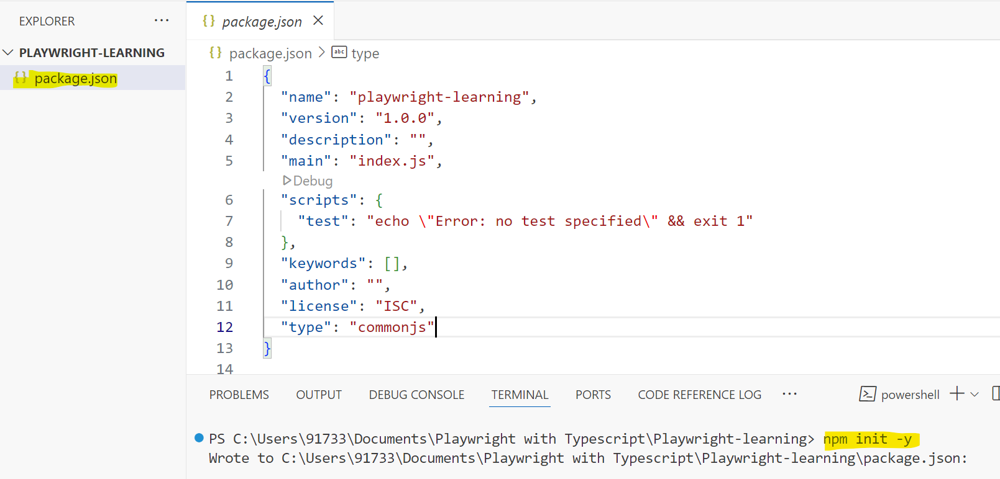 EXPLORER ...
PLAYWRIGHT-LEARNING
{} package.json
{} package.json
{} package.json > abc type
1 {
2 "name": "playwright-learning",
3 "version": "1.0.0",
4 "description": "",
5 "main": "index.js",
Debug
6 "scripts": {
7 "test": "echo \"Error: no test specified\" && exit 1"
8 },
9 "keywords": [],
10 "author": "",
11 "license": "ISC",
12 "type": "commonjs"
13 }
14
PROBLEMS OUTPUT DEBUG CONSOLE TERMINAL PORTS CODE REFERENCE LOG ... powershell
PS C:\Users\91733\Documents\Playwright with Typescript\Playwright-learning> npm init -y
Wrote to C:\Users\91733\Documents\Playwright with Typescript\Playwright-learning\package.json: